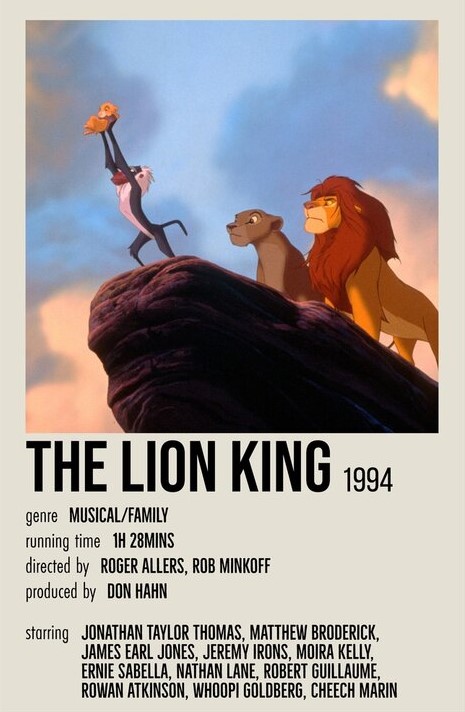 THE LION KING 1994
genre MUSICAL/FAMILY
running time 1H 28MINS
directed by ROGER ALLERS, ROB MINKOFF
produced by DON HAHN
starring JONATHAN TAYLOR THOMAS, MATTHEW BRODERICK,
JAMES EARL JONES, JEREMY IRONS, MOIRA KELLY,
ERNIE SABELLA, NATHAN LANE, ROBERT GUILLAUME,
ROWAN ATKINSON, WHOOPI GOLDBERG, CHEECH MARIN